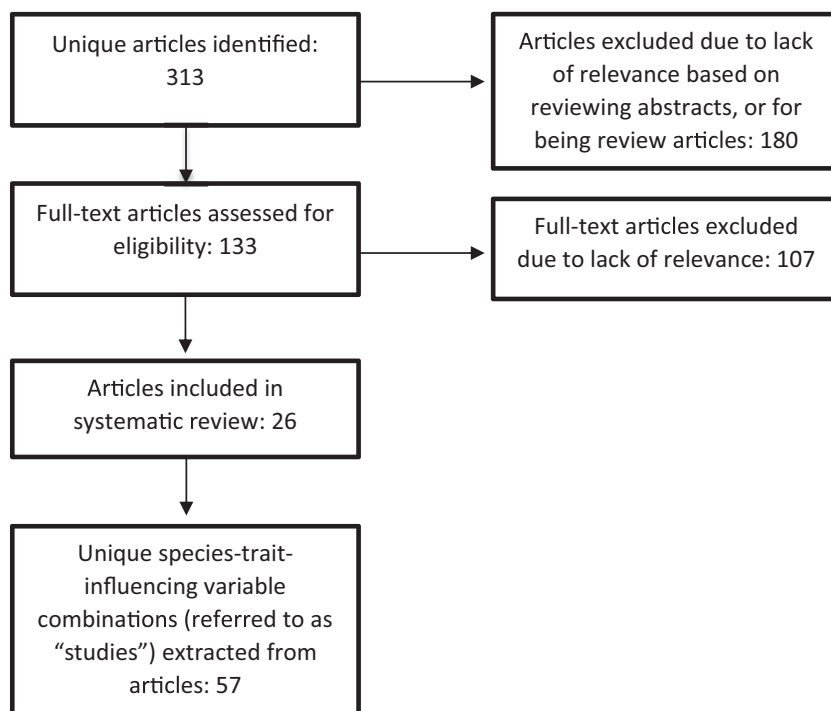 Unique articles identified:
313
Articles excluded due to lack
of relevance based on
reviewing abstracts, or for
being review articles: 180
Full-text articles assessed for
eligibility: 133
Full-text articles excluded
due to lack of relevance: 107
Articles included in
systematic review: 26
Unique species-trait-
influencing variable
combinations (referred to as
“studies”) extracted from
articles: 57